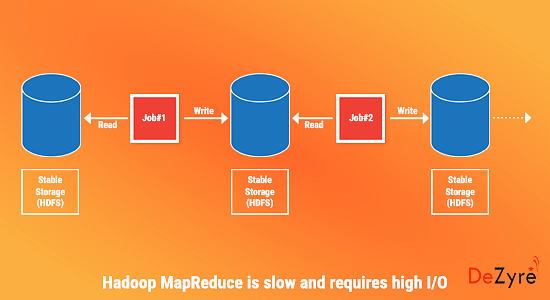 Job#1
Write
Job#2
Write
Read
Read
Stable
Storage
(HDFS)
Stable
Storage
(HDFS)
Stable
Storage
(HDFS)
DeZyre
Hadoop MapReduce is slow and requires high I/O